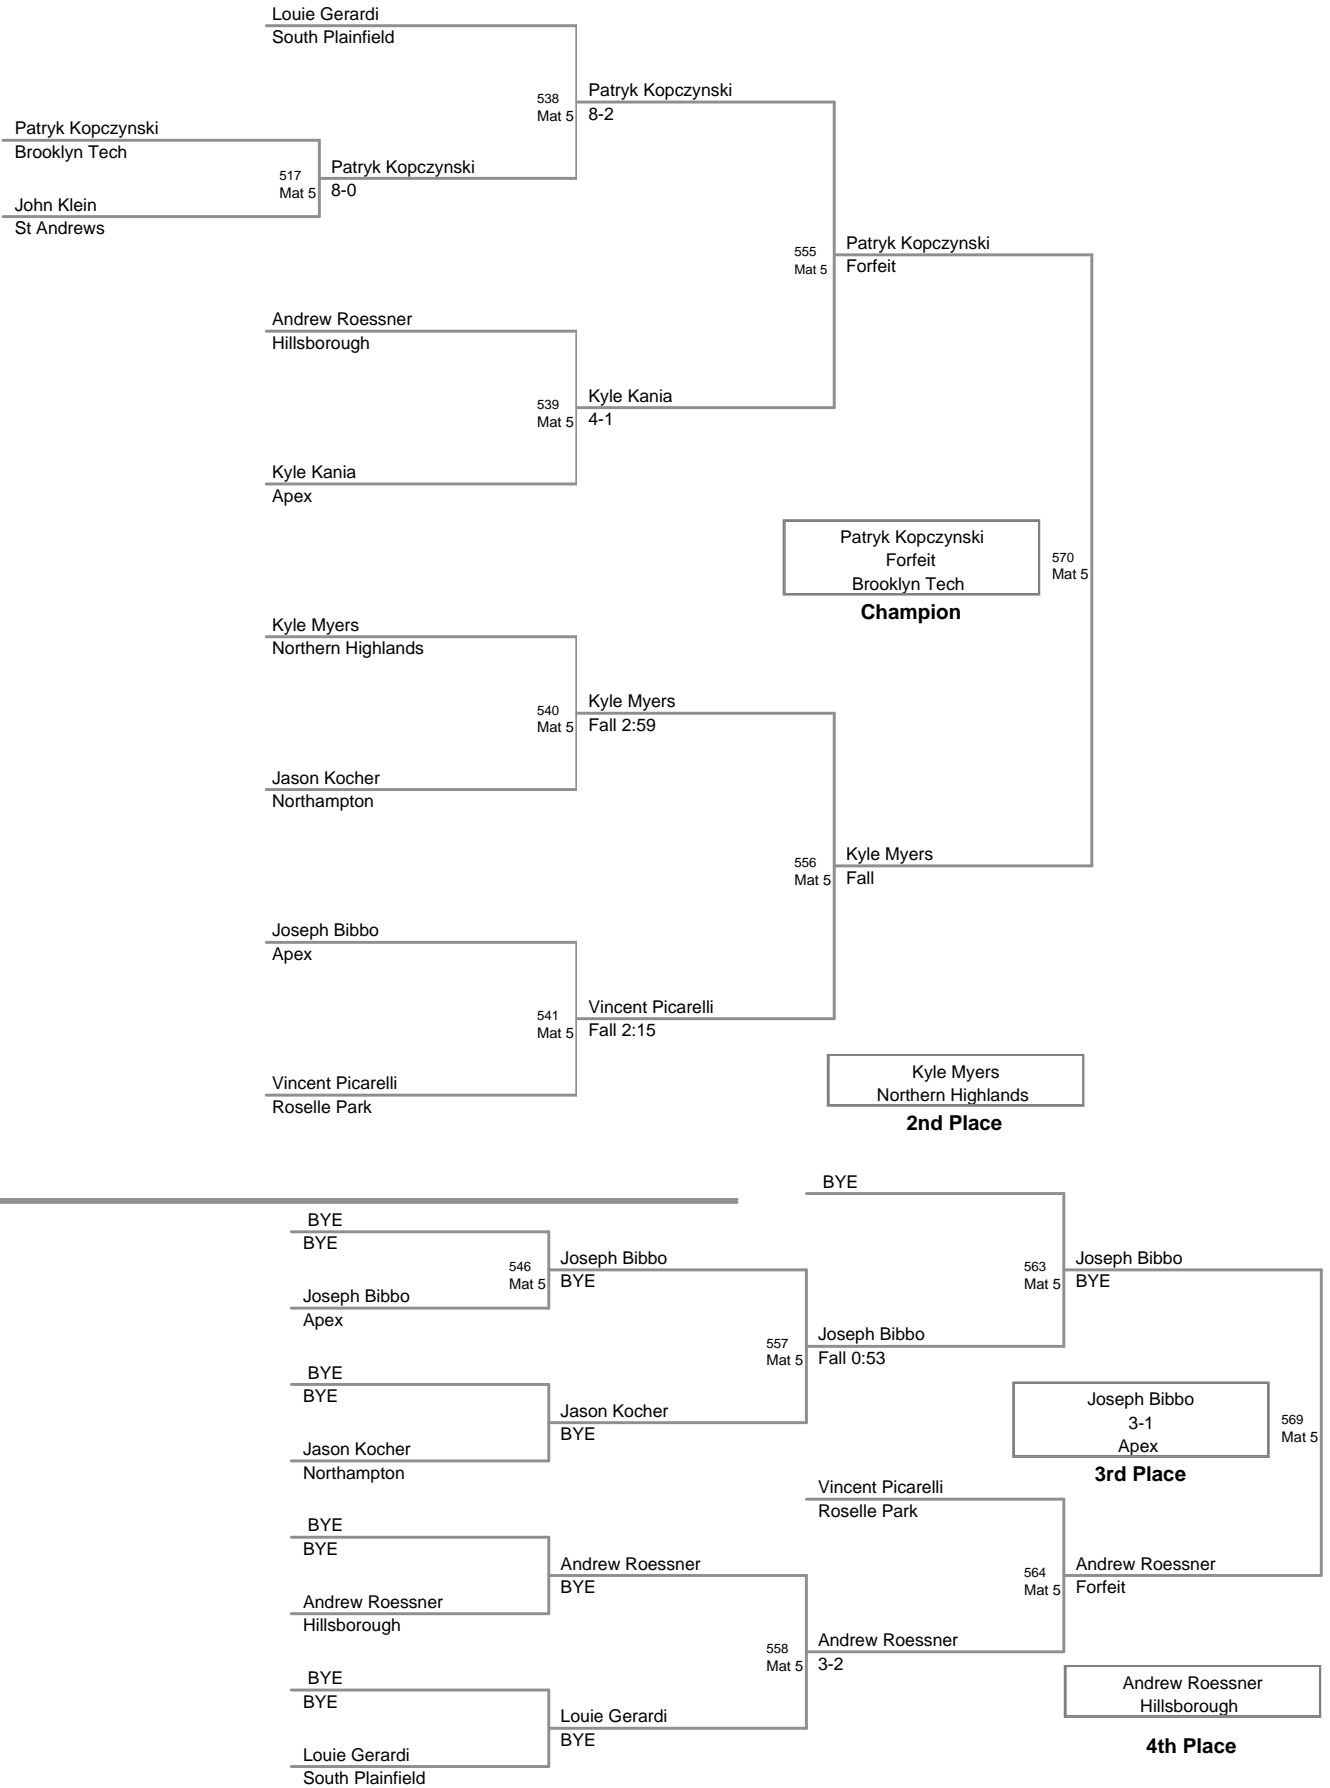 Louie Gerardi
South Plainfield
538
Mat 5
Patryk Kopczynski
8-2
Patryk Kopczynski
Brooklyn Tech
517
Mat 5
Patryk Kopczynski
8-0
John Klein
St Andrews
555
Mat 5
Patryk Kopczynski
Forfeit
Andrew Roessner
Hillsborough
539
Mat 5
Kyle Kania
4-1
Kyle Kania
Apex
Patryk Kopczynski
Forfeit
Brooklyn Tech
Champion
570
Mat 5
Kyle Myers
Northern Highlands
540
Mat 5
Kyle Myers
Fall 2:59
Jason Kocher
Northampton
556
Mat 5
Kyle Myers
Fall
Joseph Bibbo
Apex
541
Mat 5
Vincent Picarelli
Fall 2:15
Vincent Picarelli
Roselle Park
Kyle Myers
Northern Highlands
2nd Place
BYE
BYE
BYE
546
Mat 5
Joseph Bibbo
BYE
Joseph Bibbo
Apex
563
Mat 5
Joseph Bibbo
BYE
557
Mat 5
Joseph Bibbo
Fall 0:53
BYE
BYE
Jason Kocher
BYE
Jason Kocher
Northampton
Joseph Bibbo
3-1
Apex
3rd Place
569
Mat 5
Vincent Picarelli
Roselle Park
BYE
BYE
Andrew Roessner
BYE
Andrew Roessner
Hillsborough
564
Mat 5
Andrew Roessner
Forfeit
558
Mat 5
Andrew Roessner
3-2
BYE
BYE
Louie Gerardi
BYE
Louie Gerardi
South Plainfield
Andrew Roessner
Hillsborough
4th Place